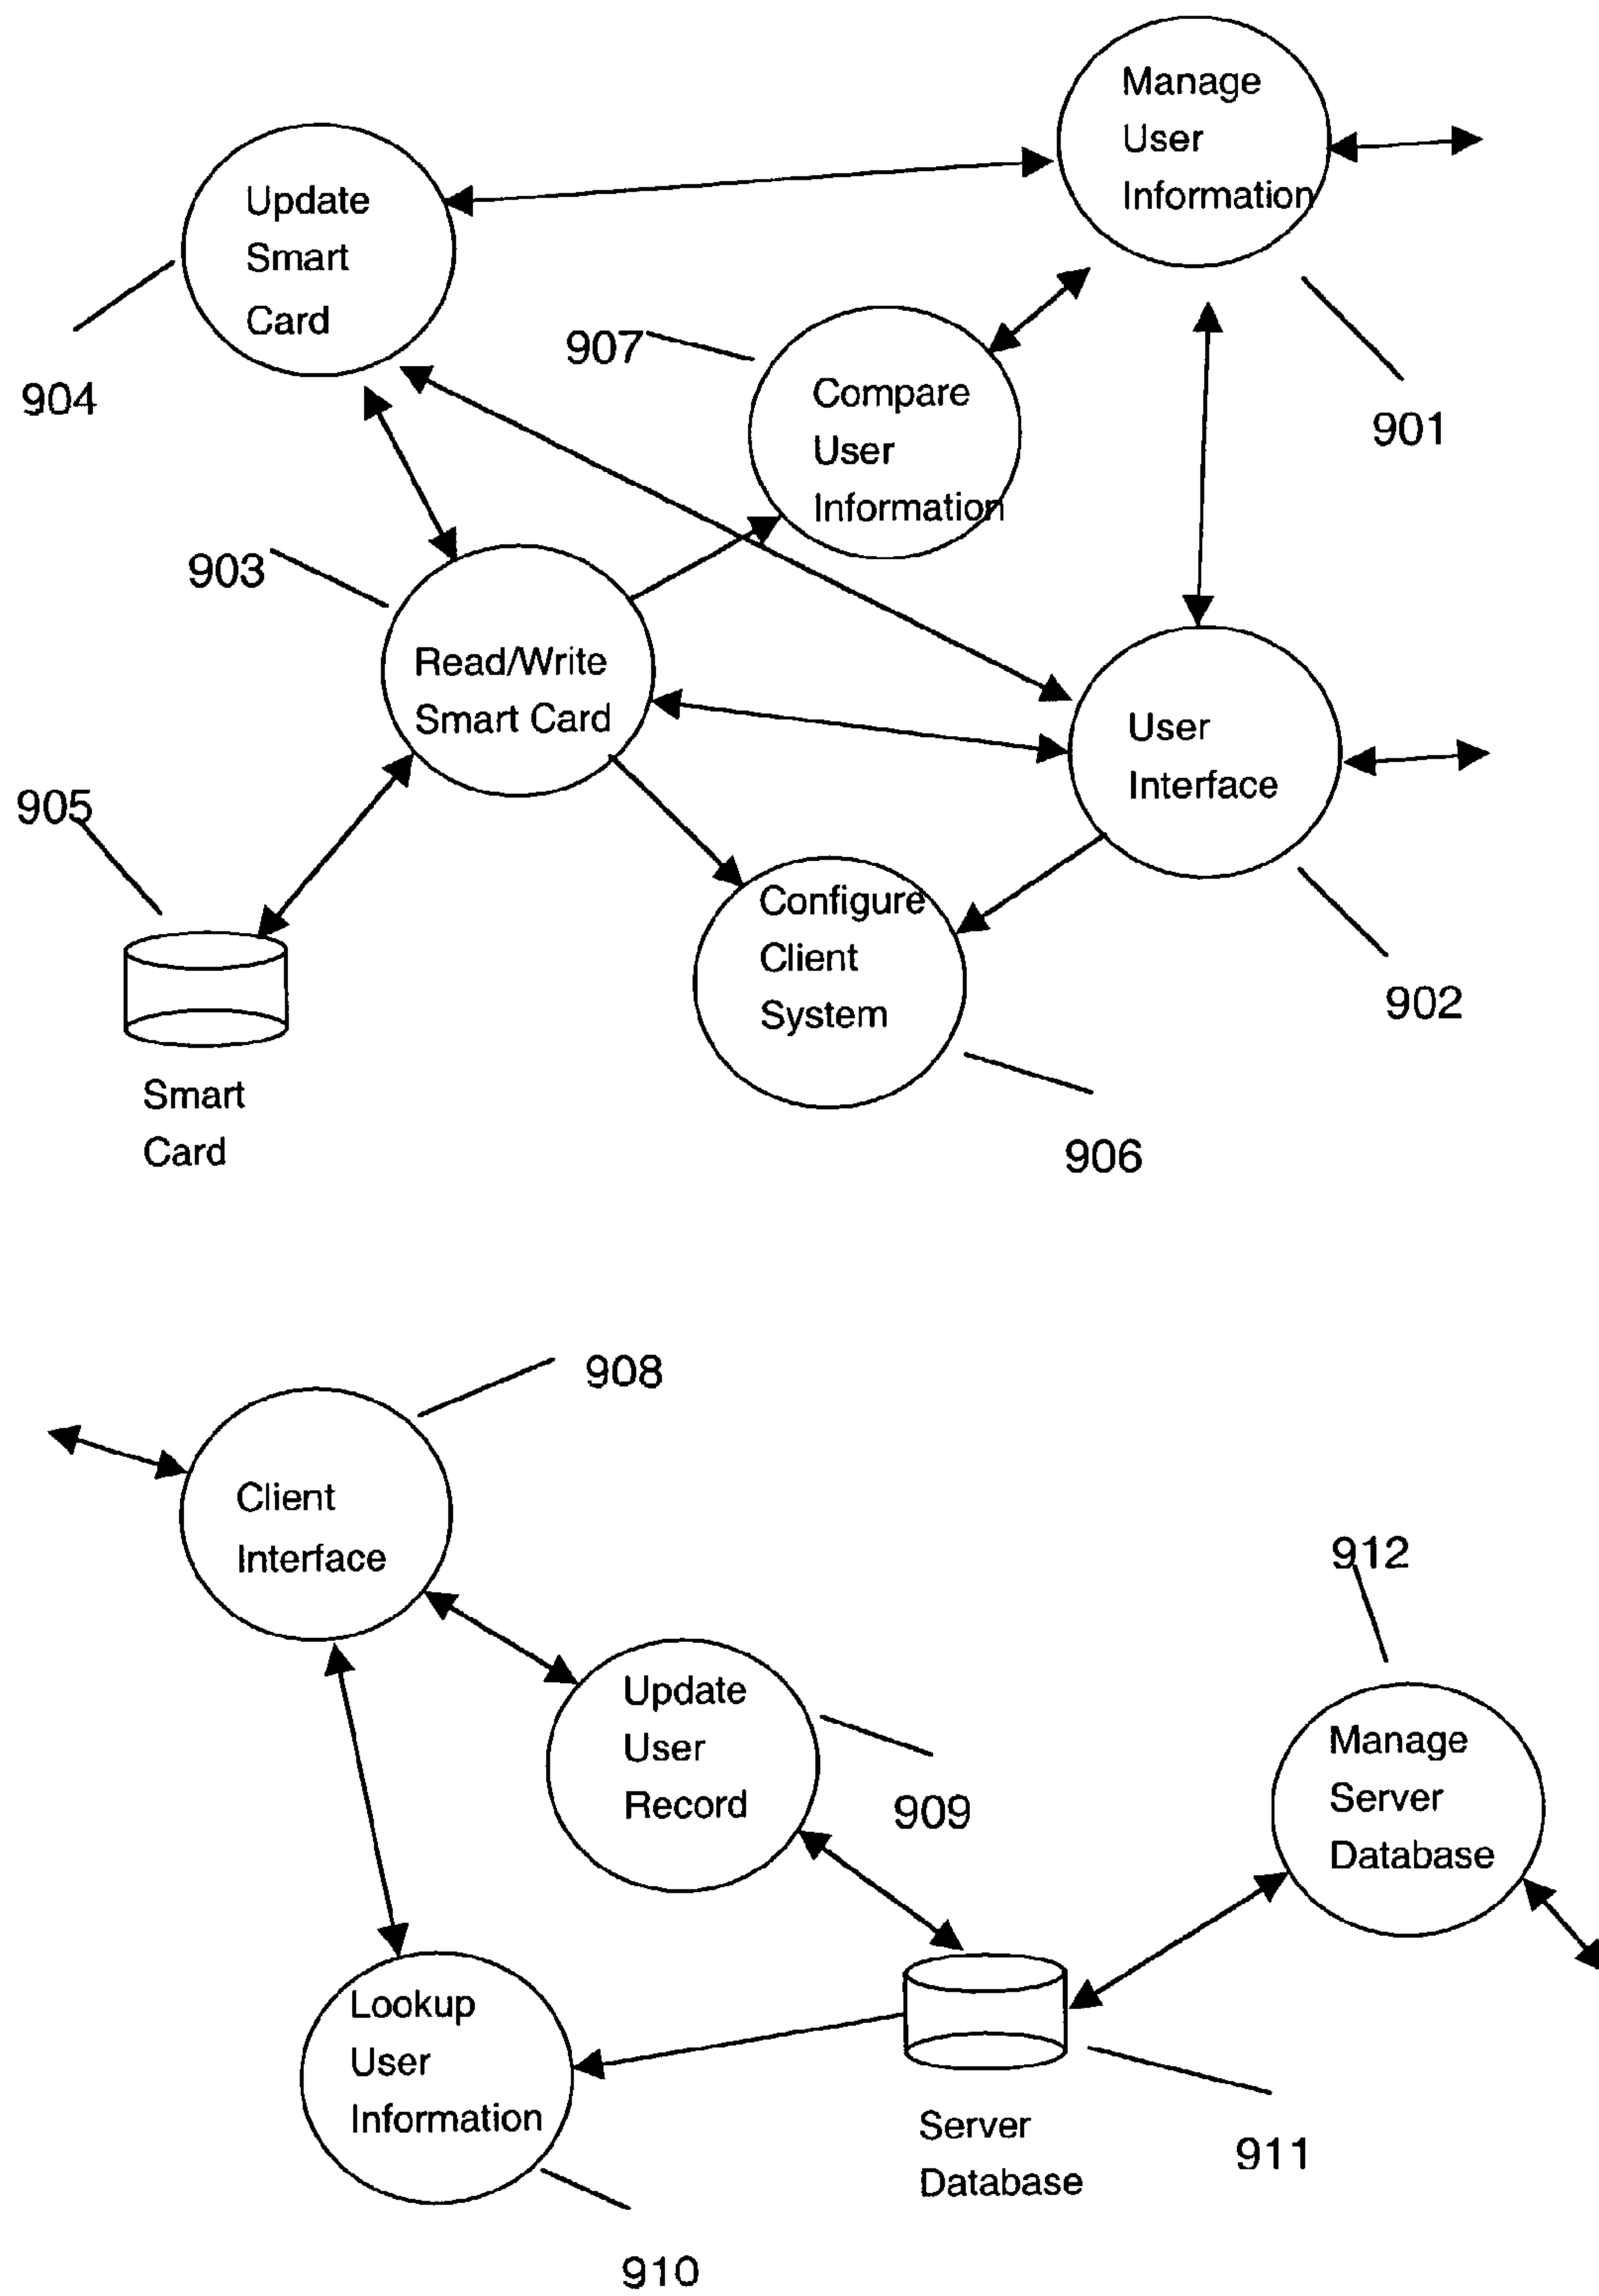 Manage
User
Information
Update
Smart
Card
904
907
Compare
User
Information
901
903
Read/Write
Smart Card
User
Interface
905
Configure
Client
System
902
Smart
Card
906
908
Client
Interface
912
Update
User
Record
909
Manage
Server
Database
Lookup
User
Information
Server
Database
911
910